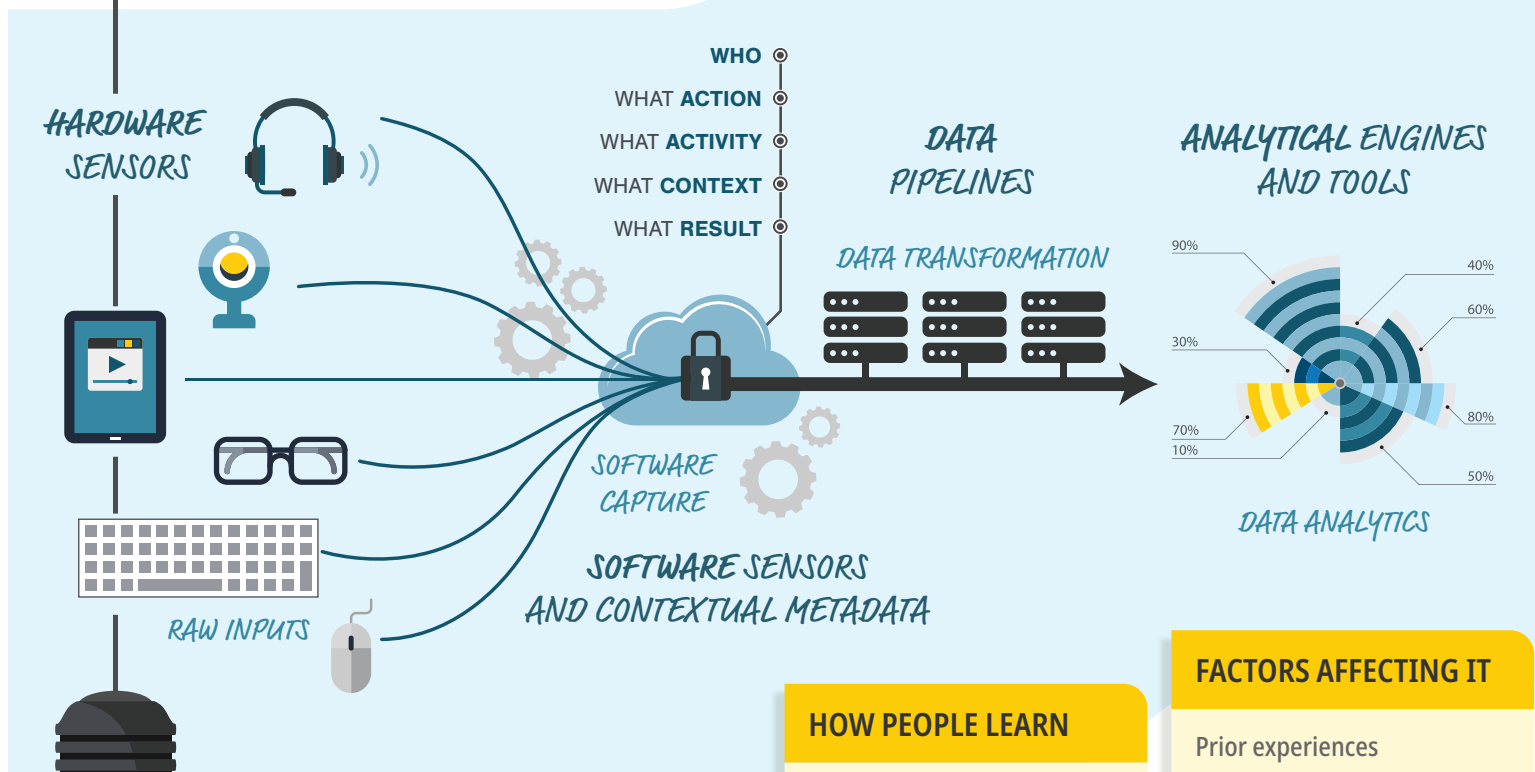 HARDWARE
SENSORS
RAW INPUTS
WHO
WHAT ACTION
WHAT ACTIVITY
WHAT CONTEXT
WHAT RESULT
SOFTWARE
CAPTURE
SOFTWARE SENSORS
AND CONTEXTUAL METADATA
DATA
PIPELINES
DATA TRANSFORMATION
ANALYTICAL ENGINES
AND TOOLS
90%
40%
60%
30%
80%
70%
10%
50%
DATA ANALYTICS
HOW PEOPLE LEARN
FACTORS AFFECTING IT
Prior experiences